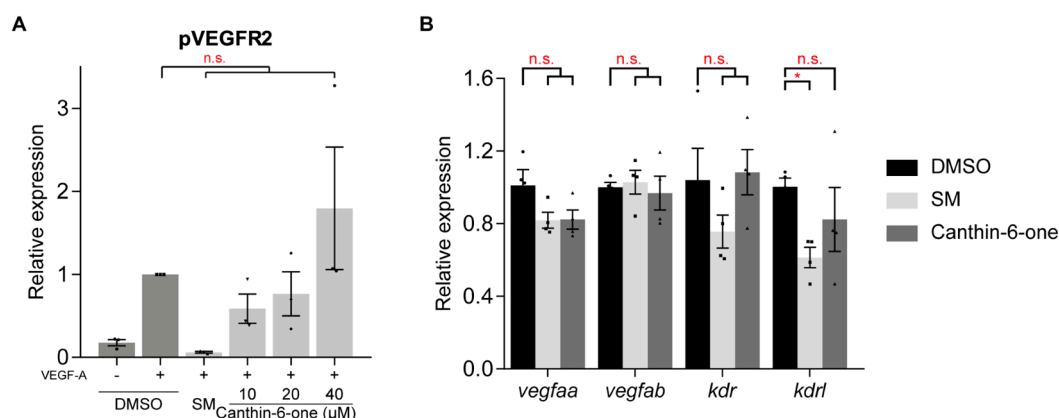 A
pVEGFR2
n.s.
Relative expression
3
2
1
0
VEGF-A - + + + + +
10 20 40
DMSO SM Canthin-6-one (μM)
B
n.s. n.s. n.s. n.s.
*
Relative expression
1.6
1.2
0.8
0.4
0.0
vegfaa vegfab kdr kdrl
DMSO
SM
Canthin-6-one